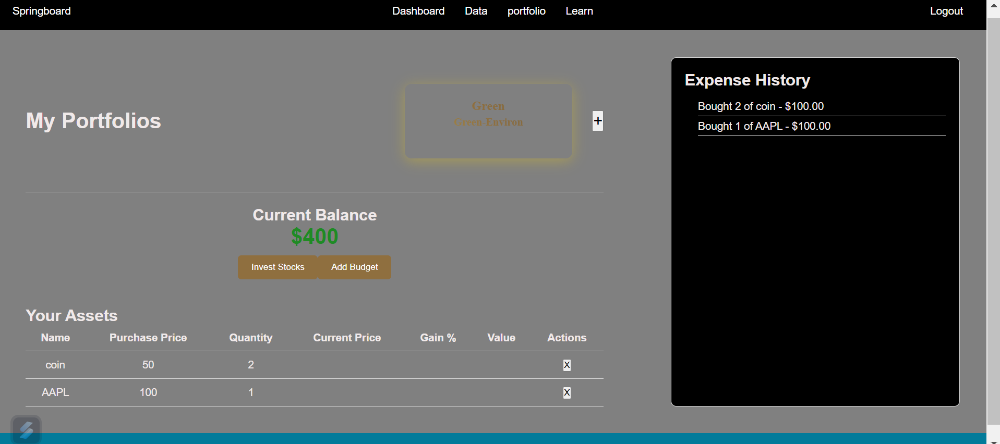 Springboard Dashboard Data portfolio Learn Logout
My Portfolios
Green
Green-Environ
+
Current Balance
$400
Invest Stocks Add Budget
Your Assets
Name Purchase Price Quantity Current Price Gain % Value Actions
coin 50 2 X
AAPL 100 1 X
Expense History
Bought 2 of coin - $100.00
Bought 1 of AAPL - $100.00